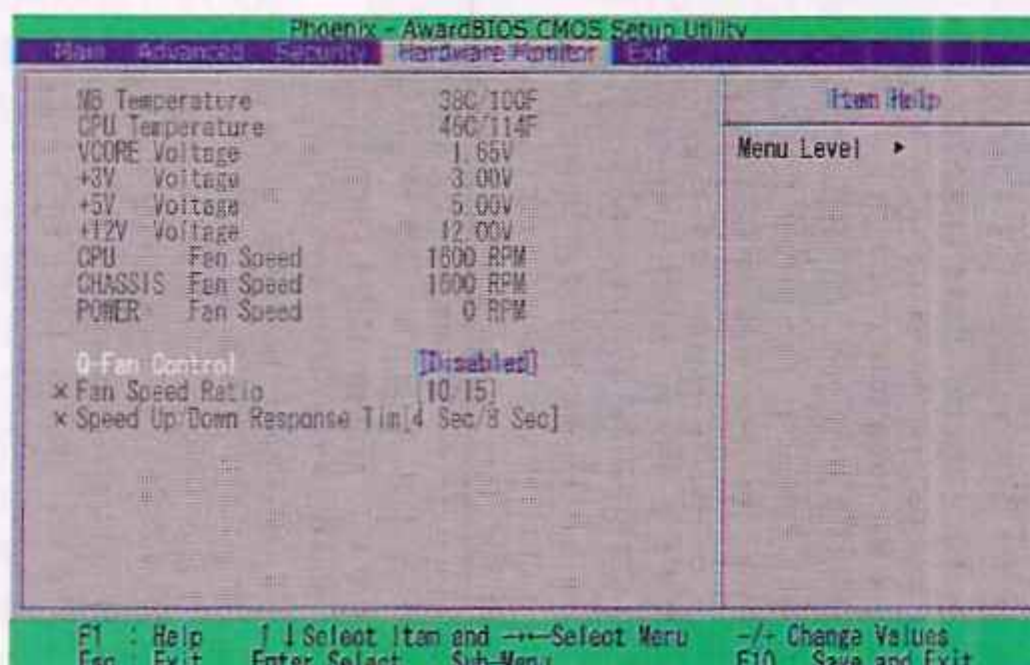 Phoenix - AwardBIOS CMOS Setup Utility
Main Advanced Security Hardware Monitor Exit
MB Temperature 38C/100F
CPU Temperature 46C/114F
VCORE Voltage 1.65V
+3V Voltage 3.00V
+5V Voltage 5.00V
+12V Voltage 12.00V
CPU Fan Speed 1600 RPM
CHASSIS Fan Speed 1600 RPM
POWER Fan Speed 0 RPM
Q-Fan Control [Disabled]
× Fan Speed Ratio [10/15]
× Speed Up/Down Response Tim[4 Sec/8 Sec]
Item Help
Menu Level ▸
F1 : Help ↑↓ Select Item and -→←Select Menu -/+ Change Values
Esc : Exit Enter Select Sub-Menu F10 Save and Exit